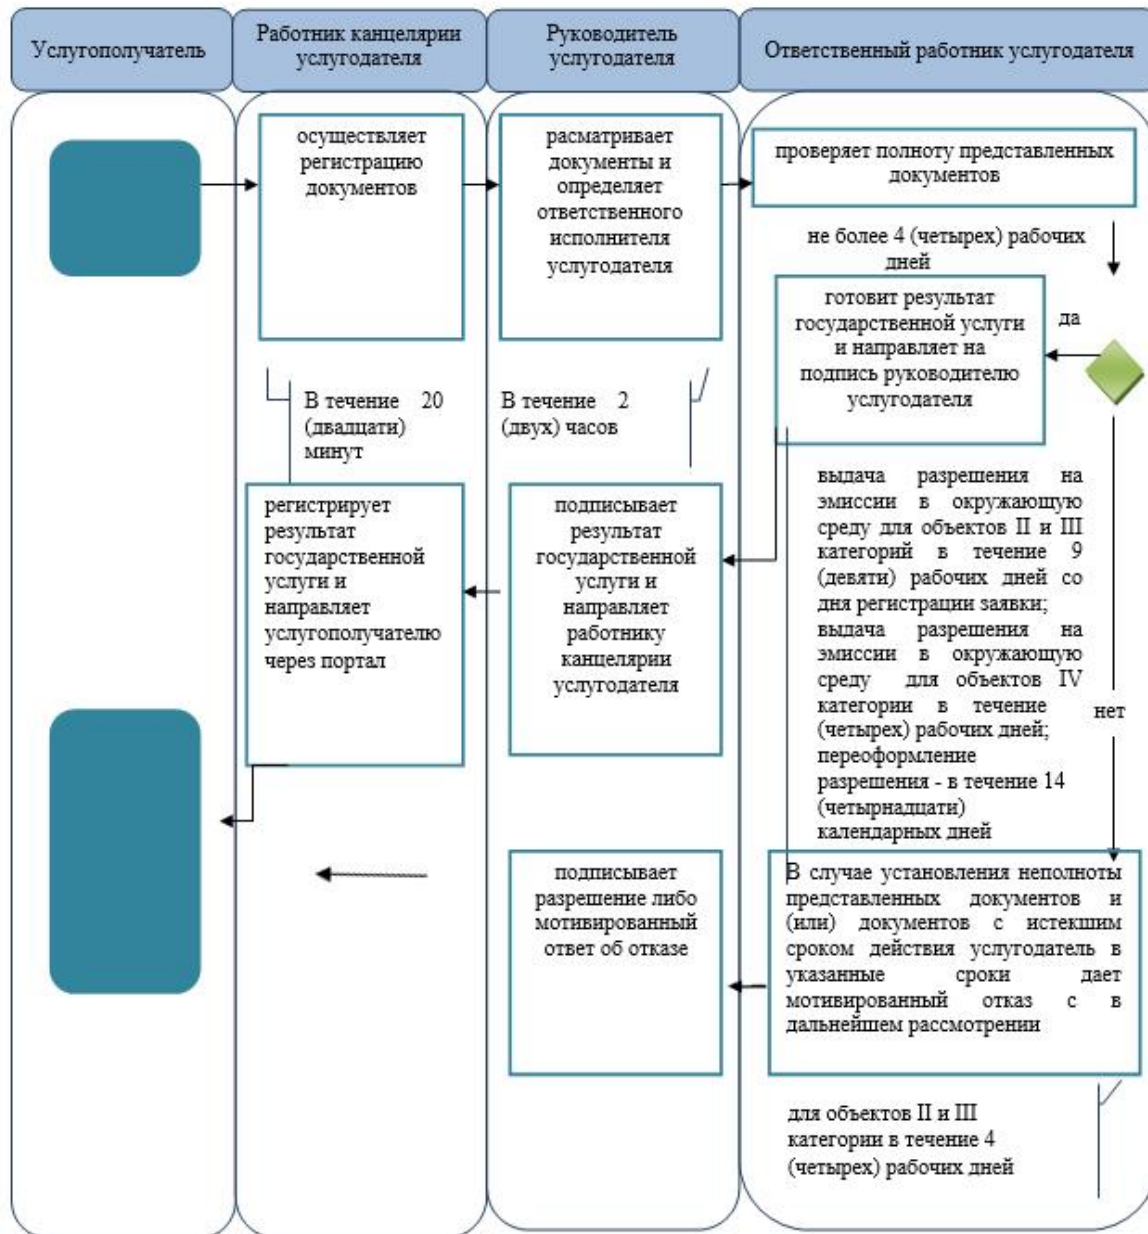 Услугополучатель
Работник канцелярии
услугодателя
Руководитель
услугодателя
Ответственный работник услугодателя
осуществляет
регистрацию
документов
расматривает
документы и
определяет
ответственного
исполнителя
услугодателя
проверяет полноту представленных
документов
не более 4 (четырех) рабочих
дней
готовит результат
государственной услуги
и направляет на
подпись руководителю
услугодателя
да
В течение 20
(двадцати)
минут
В течение 2
(двух) часов
регистрирует
результат
государственной
услуги и
направляет
услугополучателю
через портал
подписывает
результат
государственной
услуги и
направляет
работнику
канцелярии
услугодателя
выдача разрешения на
эмиссии в окружающую
среду для объектов II и III
категорий в течение 9
(девяти) рабочих дней со
дня регистрации заявки;
выдача разрешения на
эмиссии в окружающую
среду для объектов IV
категории в течение
(четырех) рабочих дней;
переоформление
разрешения - в течение 14
(четырнадцати)
календарных дней
нет
подписывает
разрешение либо
мотивированный
ответ об отказе
В случае установления неполноты
представленных документов и
(или) документов с истекшим
сроком действия услугодатель в
указанные сроки дает
мотивированный отказ с в
дальнейшем рассмотрении
для объектов II и III
категории в течение 4
(четырех) рабочих дней